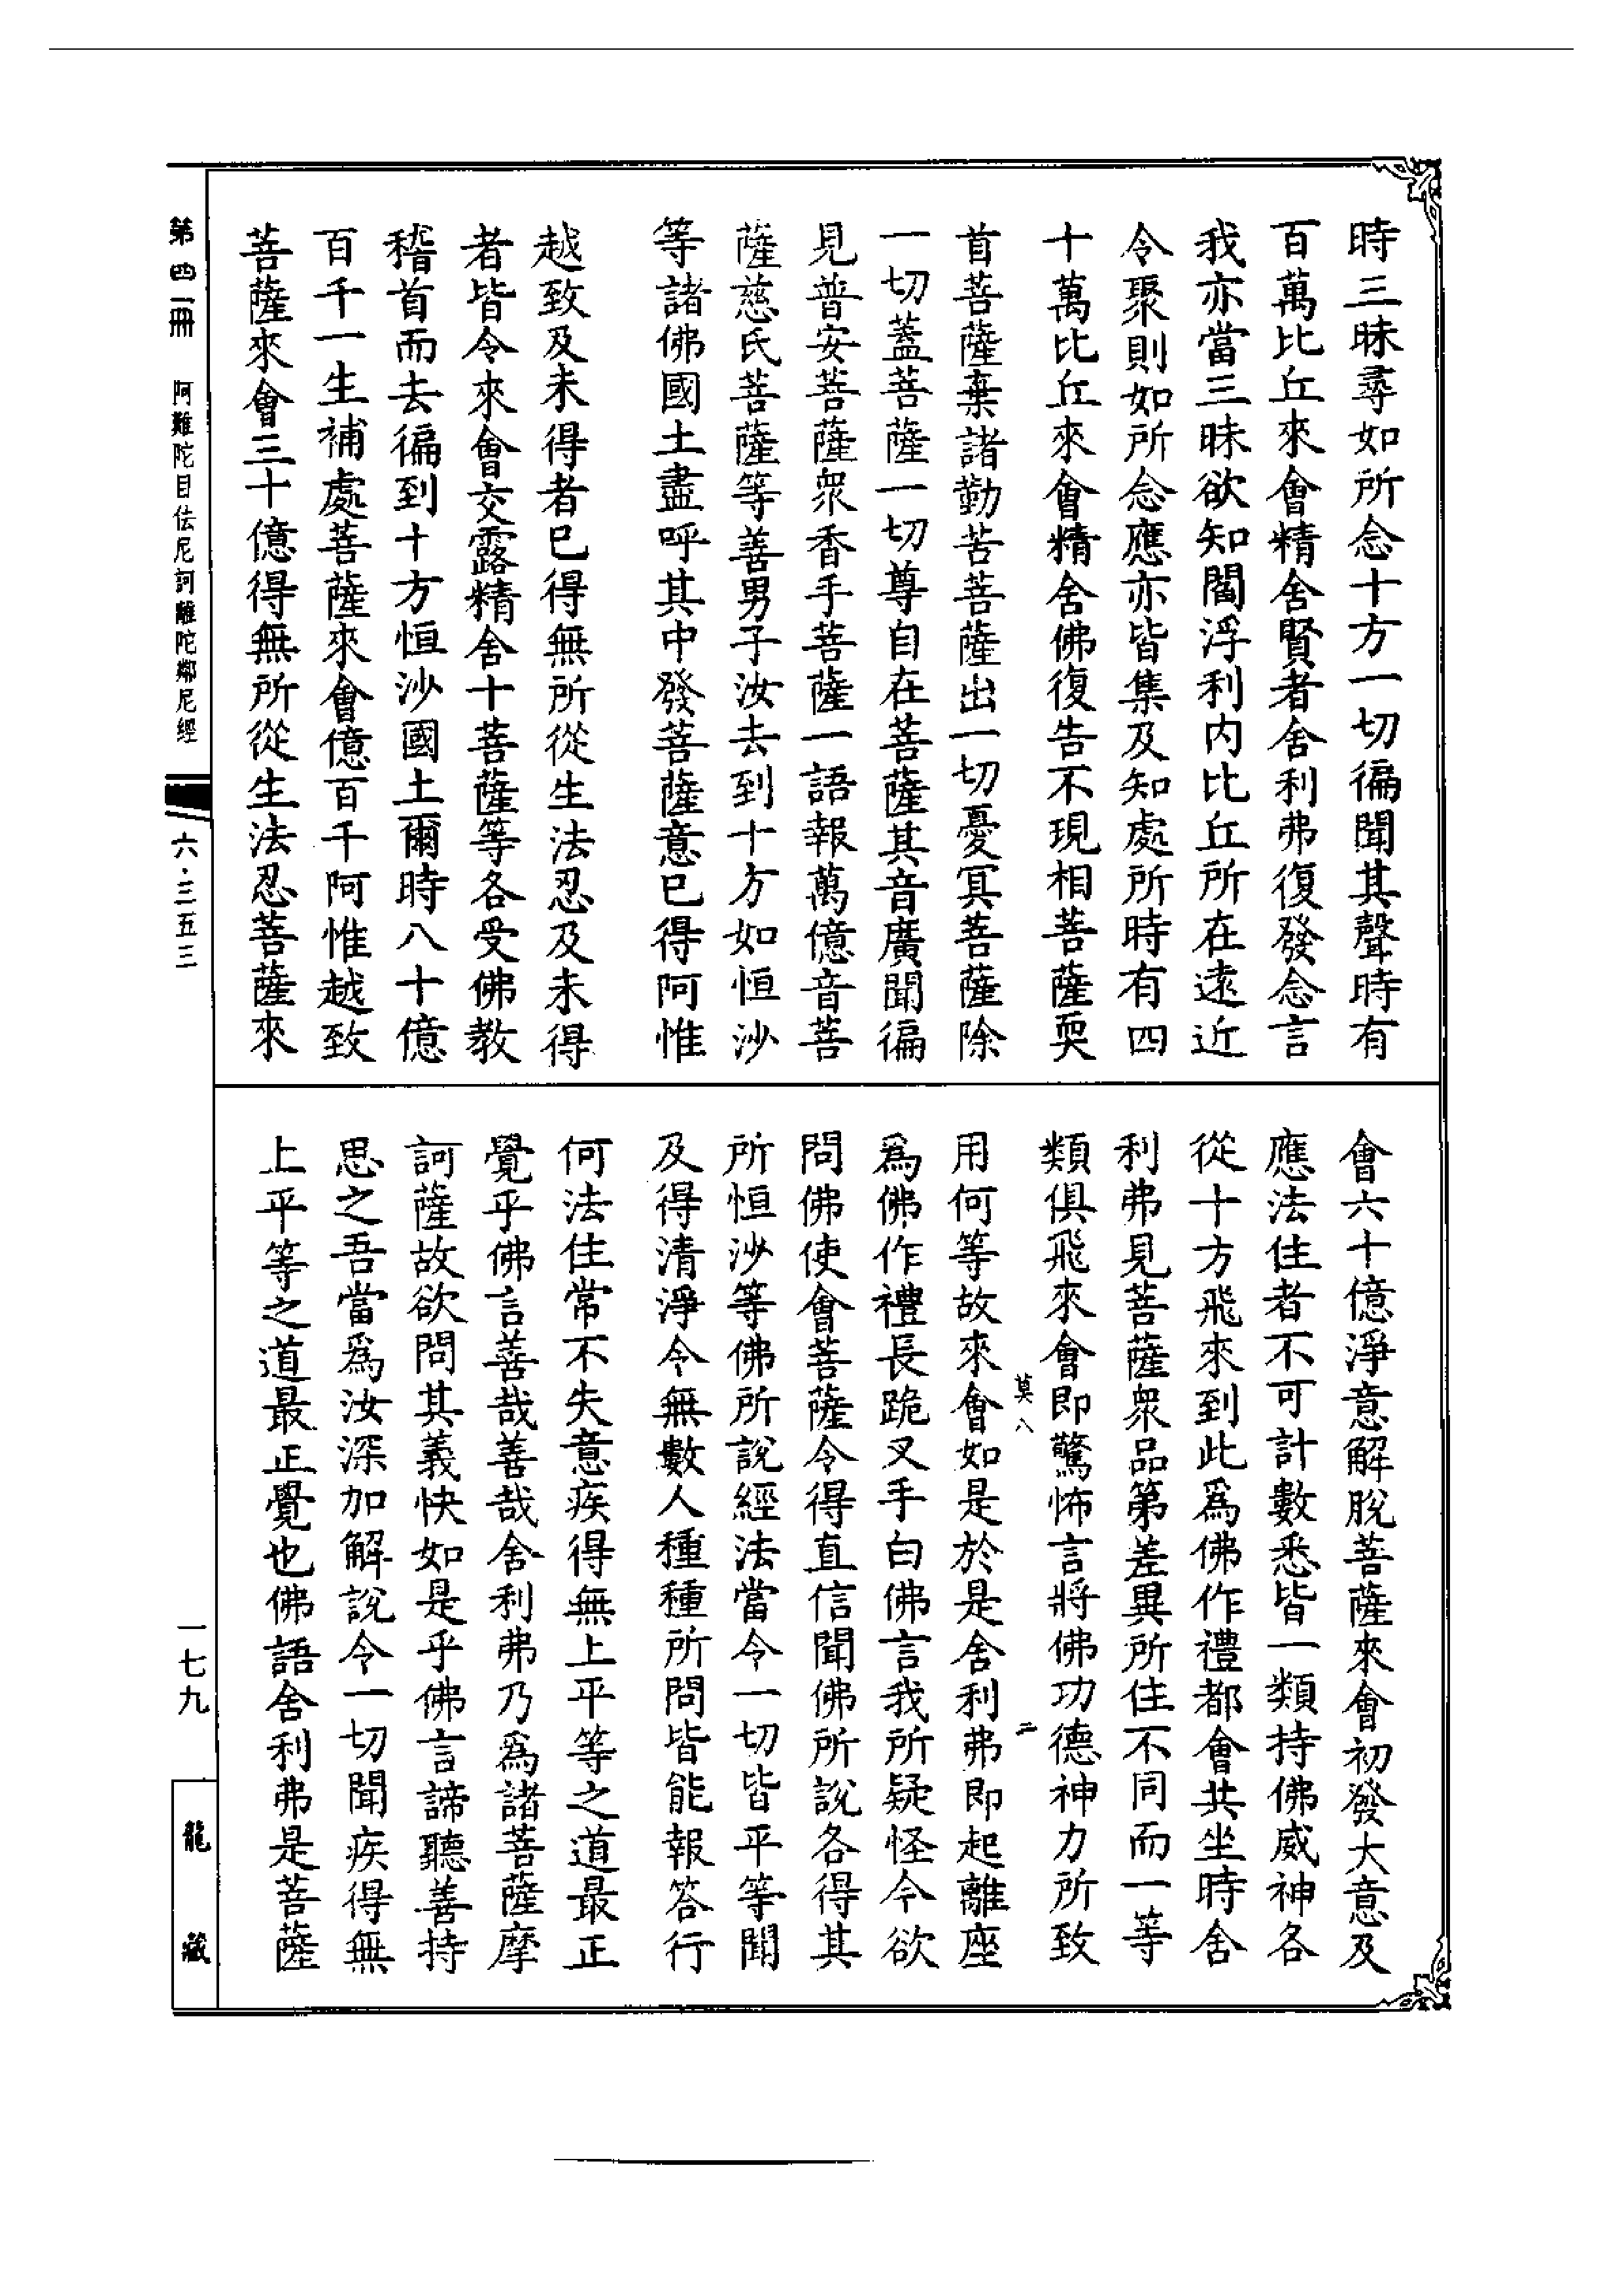 時三昧尋如所念十方一切徧聞其聲時有
百萬比丘來會精舍賢者舍利弗復發念言
我亦當三昧欲知閻浮利内比丘所在遠近
令聚則如所念應亦皆集及知處所時有四
十萬比丘來會精舍佛復告不現相菩薩耎
首菩薩棄諸勤苦菩薩出一切憂冥菩薩除
一切蓋菩薩一切尊自在菩薩其音廣聞徧
見普安菩薩衆香手菩薩一語報萬億音菩
薩慈氏菩薩等善男子汝去到十方如恒沙
等諸佛國土盡呼其中發菩薩意已得阿惟
越致及未得者已得無所從生法忍及未得
者皆令來會交露精舍十菩薩等各受佛教
稽首而去徧到十方恒沙國土爾時八十億
百千一生補處菩薩來會億百千阿惟越致
菩薩來會三十億得無所從生法忍菩薩來
會六十億淨意解脫菩薩來會初發大意及
應法住者不可計數悉皆一類持佛威神各
從十方飛來到此爲佛作禮都會共坐時舍
利弗見菩薩衆品第差異所住不同而一等
類俱飛來會即驚怖言將佛功德神力所致
莫八 二
用何等故來會如是於是舍利弗即起離座
爲佛作禮長跪叉手白佛言我所疑怪今欲
問佛使會菩薩令得直信聞佛所說各得其
所恒沙等佛所說經法當令一切皆平等聞
及得清淨令無數人種種所問皆能報答行
何法住常不失意疾得無上平等之道最正
覺乎佛言善哉善哉舍利弗乃爲諸菩薩摩
訶薩故欲問其義快如是乎佛言諦聽善持
思之吾當爲汝深加解說令一切聞疾得無
上平等之道最正覺也佛語舍利弗是菩薩
第四二冊 阿難陀目佉尼訶離陀鄰尼經 六·三五三
一七九 龍藏